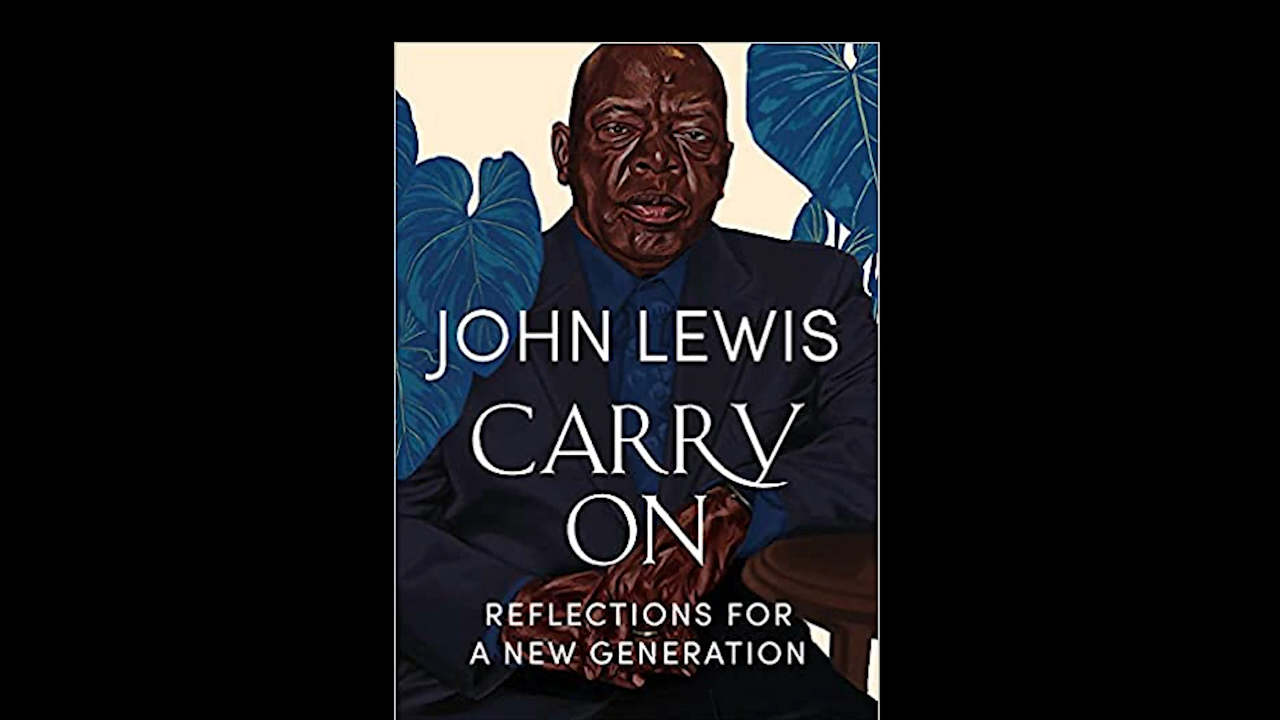 JOHN LEWIS
CARRY
ON
REFLECTIONS FOR
A NEW GENERATION